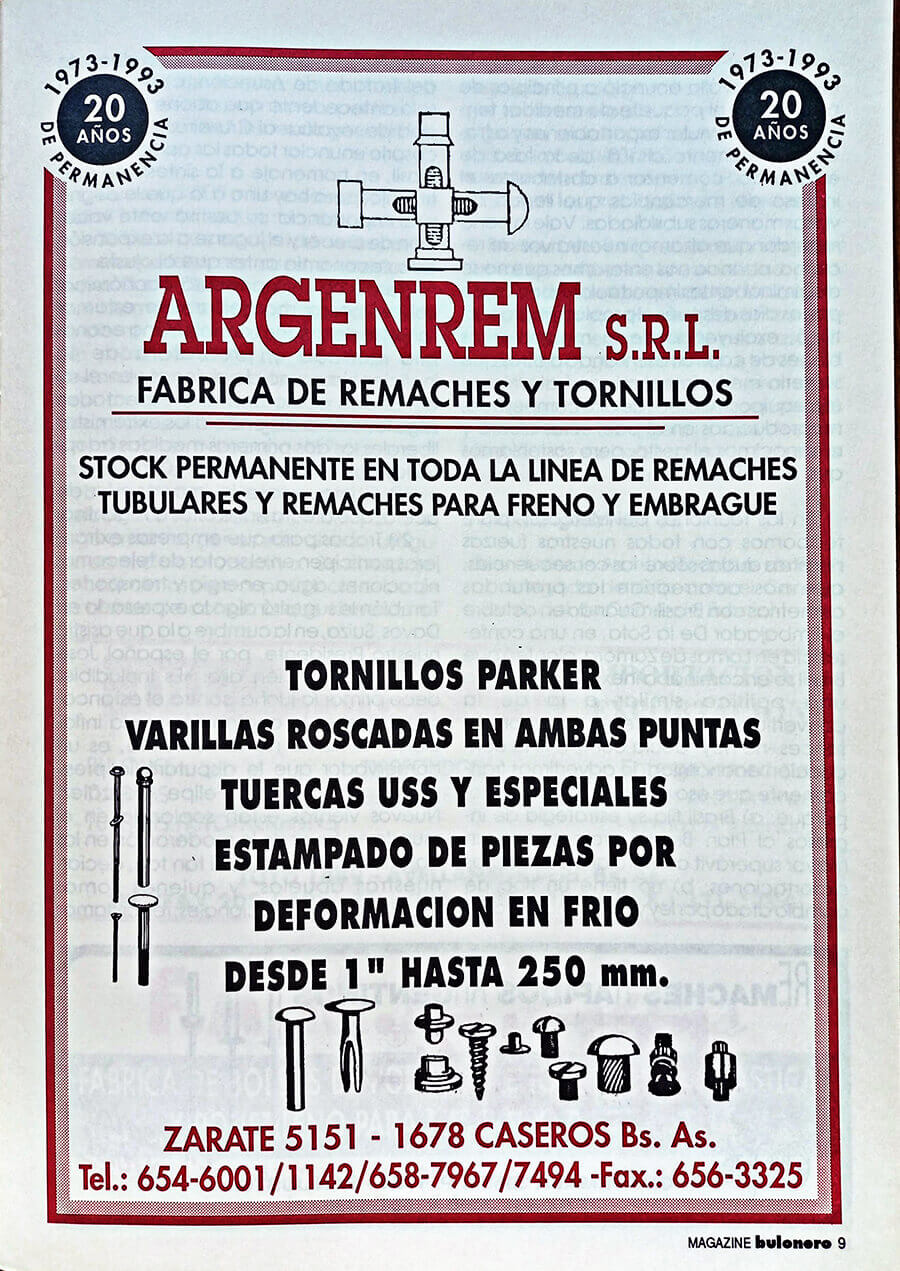 1973-1993
20
AÑOS
DE PERMANENCIA
1973-1993
20
AÑOS
DE PERMANENCIA
ARGENREM S.R.L.
FABRICA DE REMACHES Y TORNILLOS
STOCK PERMANENTE EN TODA LA LINEA DE REMACHES
TUBULARES Y REMACHES PARA FRENO Y EMBRAGUE
TORNILLOS PARKER
VARILLAS ROSCADAS EN AMBAS PUNTAS
TUERCAS USS Y ESPECIALES
ESTAMPADO DE PIEZAS POR
DEFORMACION EN FRIO
DESDE 1" HASTA 250 mm.
ZARATE 5151 - 1678 CASEROS Bs. As.
Tel.: 654-6001/1142/658-7967/7494 -Fax.: 656-3325
MAGAZINE bulonero 9